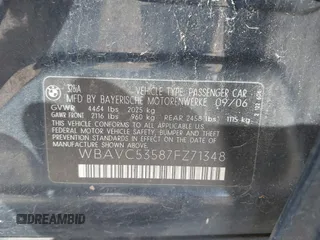 328iA VEHICLE TYPE: PASSENGER CAR
MFD BY BAYERISCHE MOTORENWERKE 09/06
GVWR 4464 lbs 2025 kg
GAWR FRONT 2116 lbs 960 kg REAR 2458 lbs 1115 kg
THIS VEHICLE CONFORMS TO ALL APPLICABLE
FEDERAL MOTOR VEHICLE SAFETY, BUMPER,
AND THEFT PREVENTION STANDARDS IN
EFFECT ON THE DATE OF MANUFACTURE
SHOWN ABOVE.
WBAVC53587FZ71348
DREAMBID